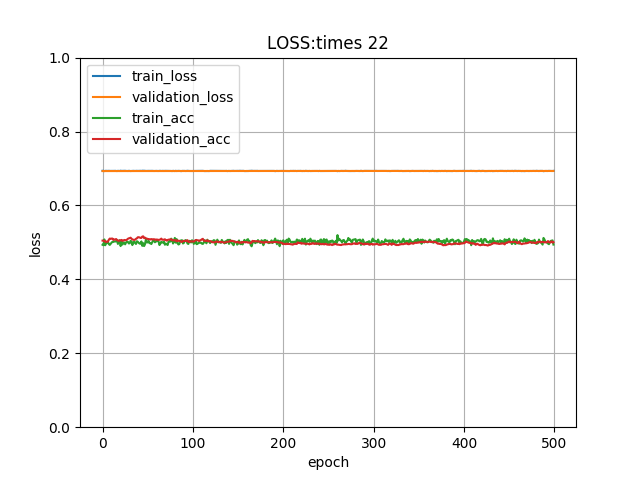 LOSS:times 22
train_loss
validation_loss
train_acc
validation_acc
loss
1.0
0.8
0.6
0.4
0.2
0.0
0 100 200 300 400 500
epoch